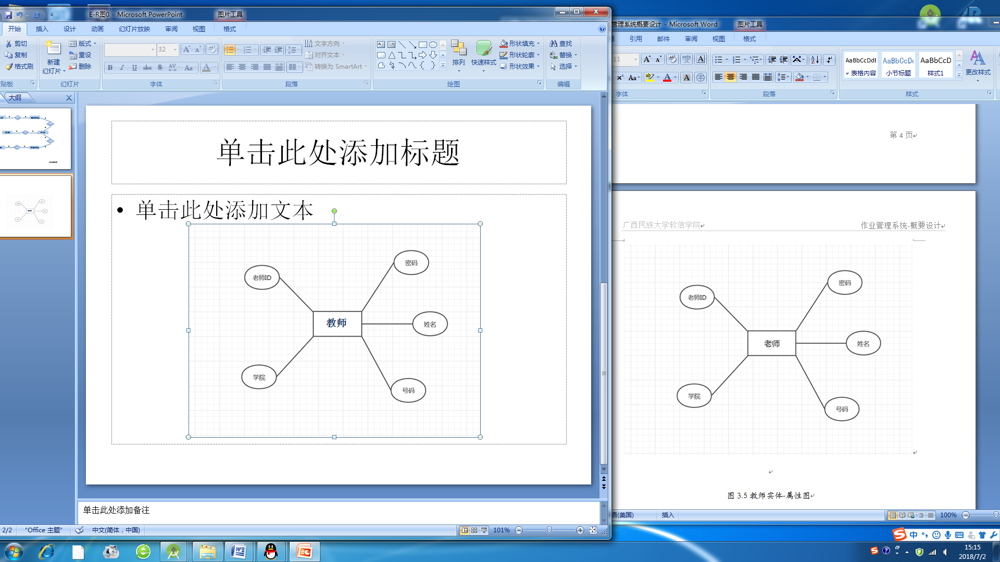 E-R图0 - Microsoft PowerPoint
图片工具
开始 插入 设计 动画 幻灯片放映 审阅 视图 格式
剪切
复制
格式刷
贴板
新建
幻灯片
版式
重设
删除
幻灯片
32
字体
文字方向
对齐文本
转换为 SmartArt
段落
排列
快速样式
形状填充
形状轮廓
形状效果
绘图
查找
替换
选择
编辑
大纲
单击此处添加标题
• 单击此处添加文本
密码
老师ID
教师
姓名
学院
号码
单击此处添加备注
2/2
"Office 主题"
中文(简体，中国)
101%
管理系统概要设计 - Microsoft Word
图片工具
引用 邮件 审阅 视图 格式
11
字体
段落
AaBbCcDdE
AaBbCcDc
AaBbCcD
表格内容
小节标题
样式1
更改样式
样式
第 4 页
广西民族大学软信学院
作业管理系统-概要设计
密码
老师ID
老师
姓名
学院
号码
图 3.5 教师实体-属性图
语(美国)
插入
100%
中
15:15
2018/7/2